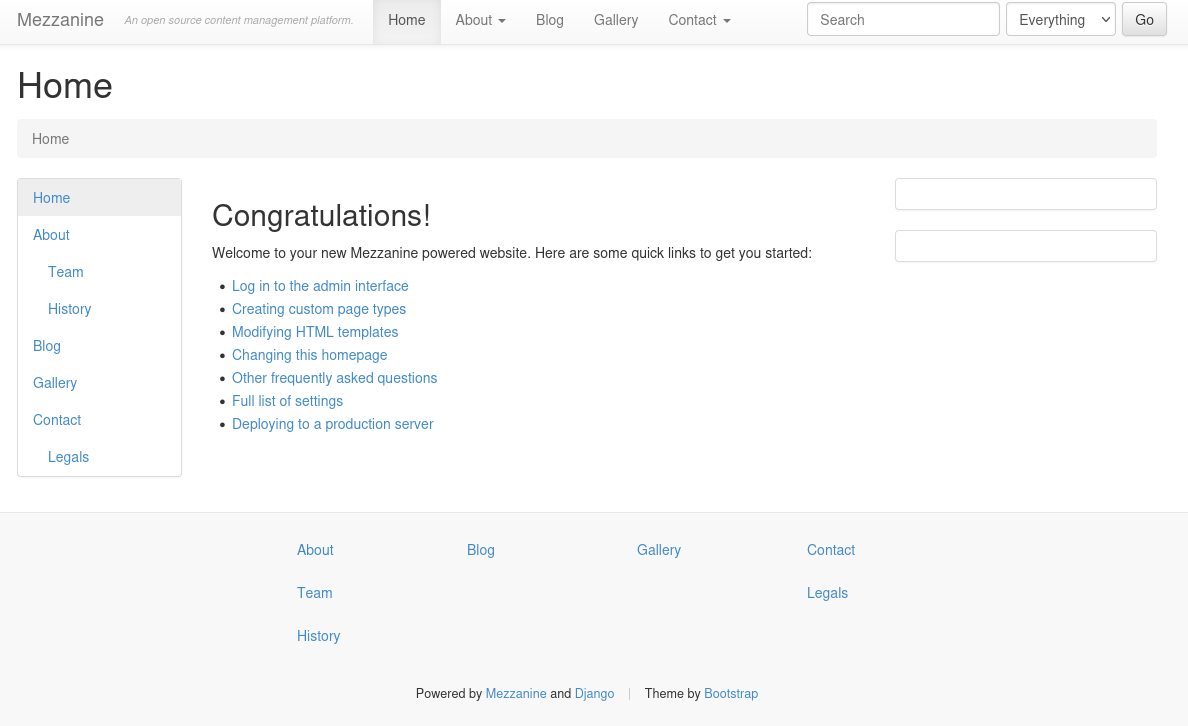 Mezzanine An open source content management platform. Home About Blog Gallery Contact Search Everything Go
Home
Home
Home
About
Team
History
Blog
Gallery
Contact
Legals
Congratulations!
Welcome to your new Mezzanine powered website. Here are some quick links to get you started:
Log in to the admin interface
Creating custom page types
Modifying HTML templates
Changing this homepage
Other frequently asked questions
Full list of settings
Deploying to a production server
About Blog Gallery Contact
Team Legals
History
Powered by Mezzanine and Django | Theme by Bootstrap